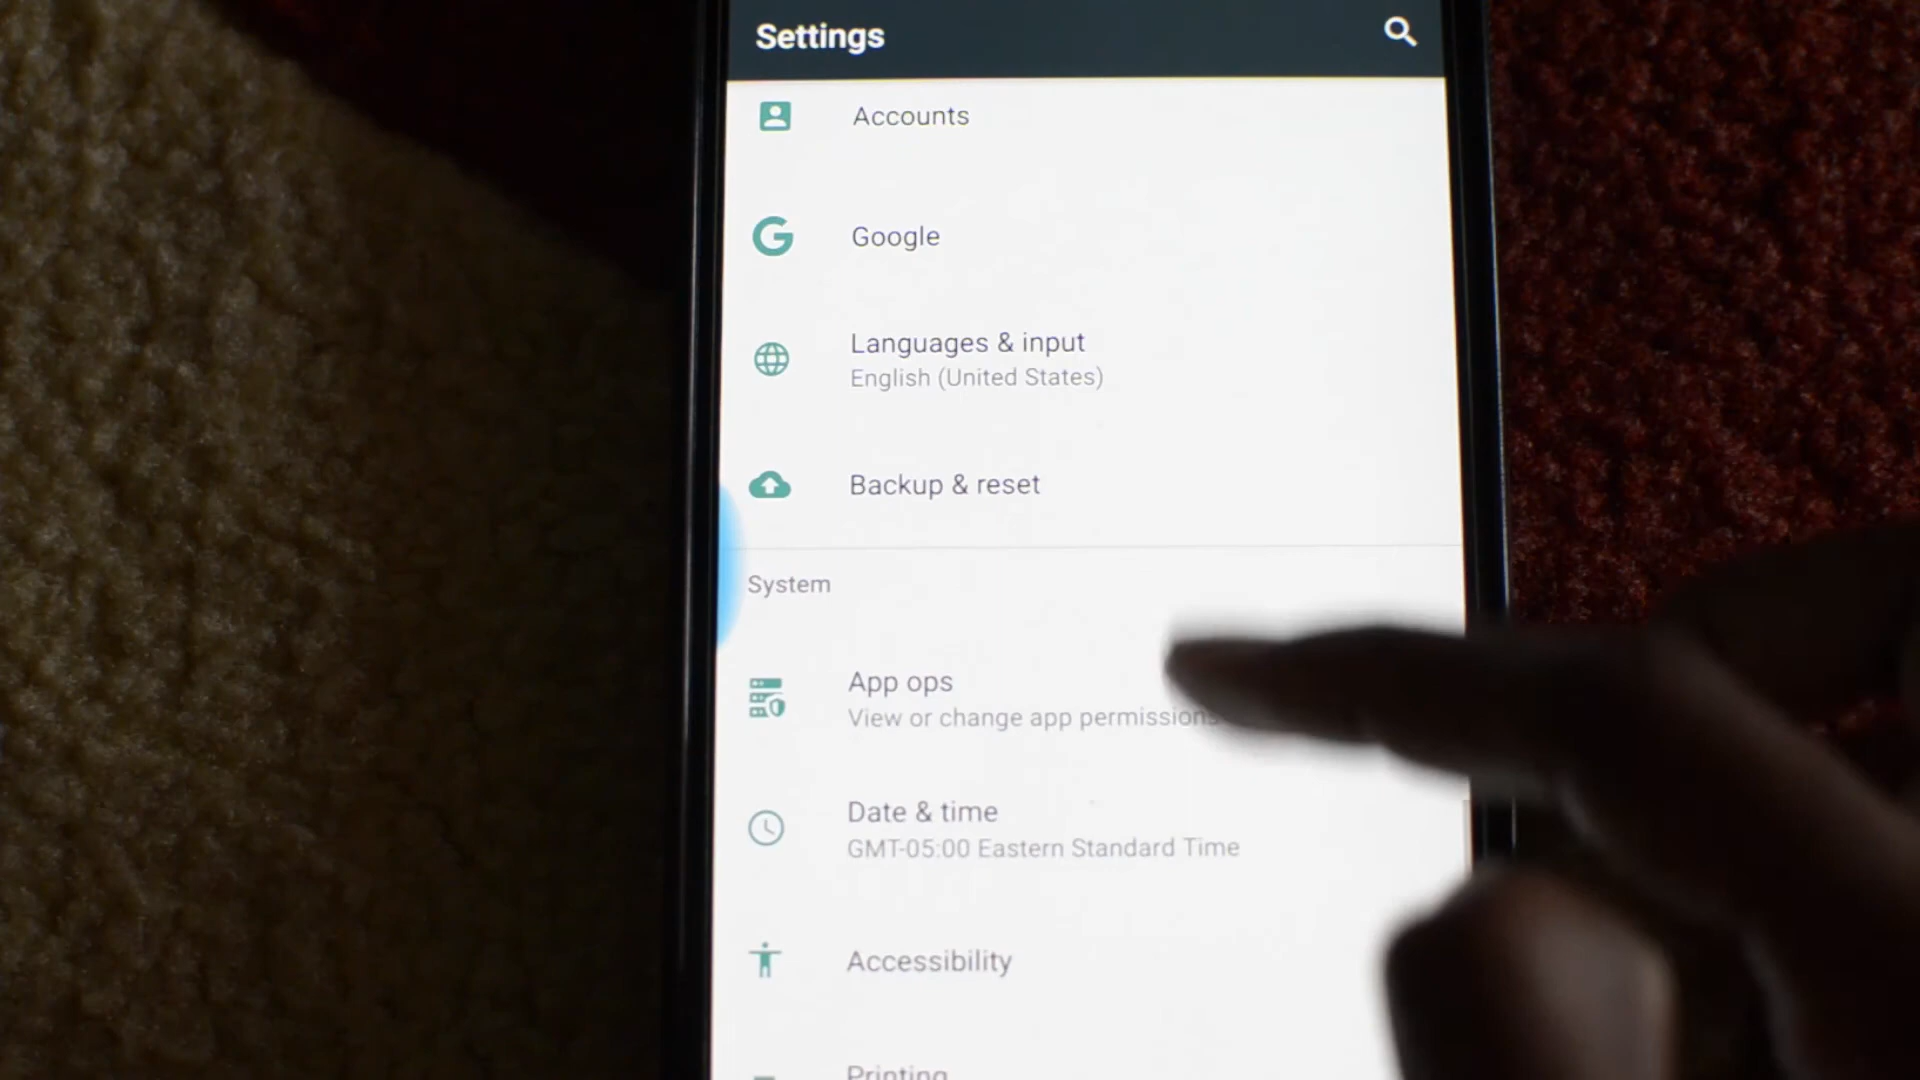 Settings
Accounts
Google
Languages & input
English (United States)
Backup & reset
System
App ops
View or change app permissions
Date & time
GMT-05:00 Eastern Standard Time
Accessibility
Printing